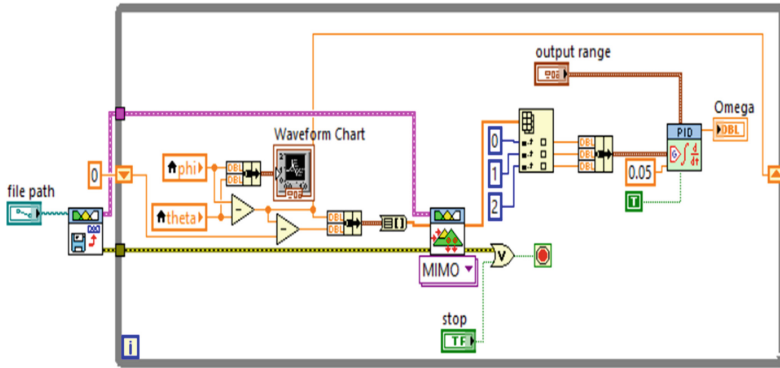 output range
Omega
PID
DBL
Waveform Chart
phi
DBL
DBL
0
0
DBL
1
DBL
2
DBL
0.05
T
file path
theta
DBL
DBL
MIMO
stop
TF
V
i